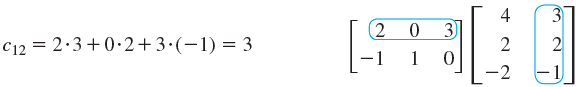 c₁₂ = 2·3 + 0·2 + 3·(−1) = 3
[ 2 0 3 ] [ 4 3 ]
[ −1 1 0 ] [ 2 2 ]
[ −2 −1 ]